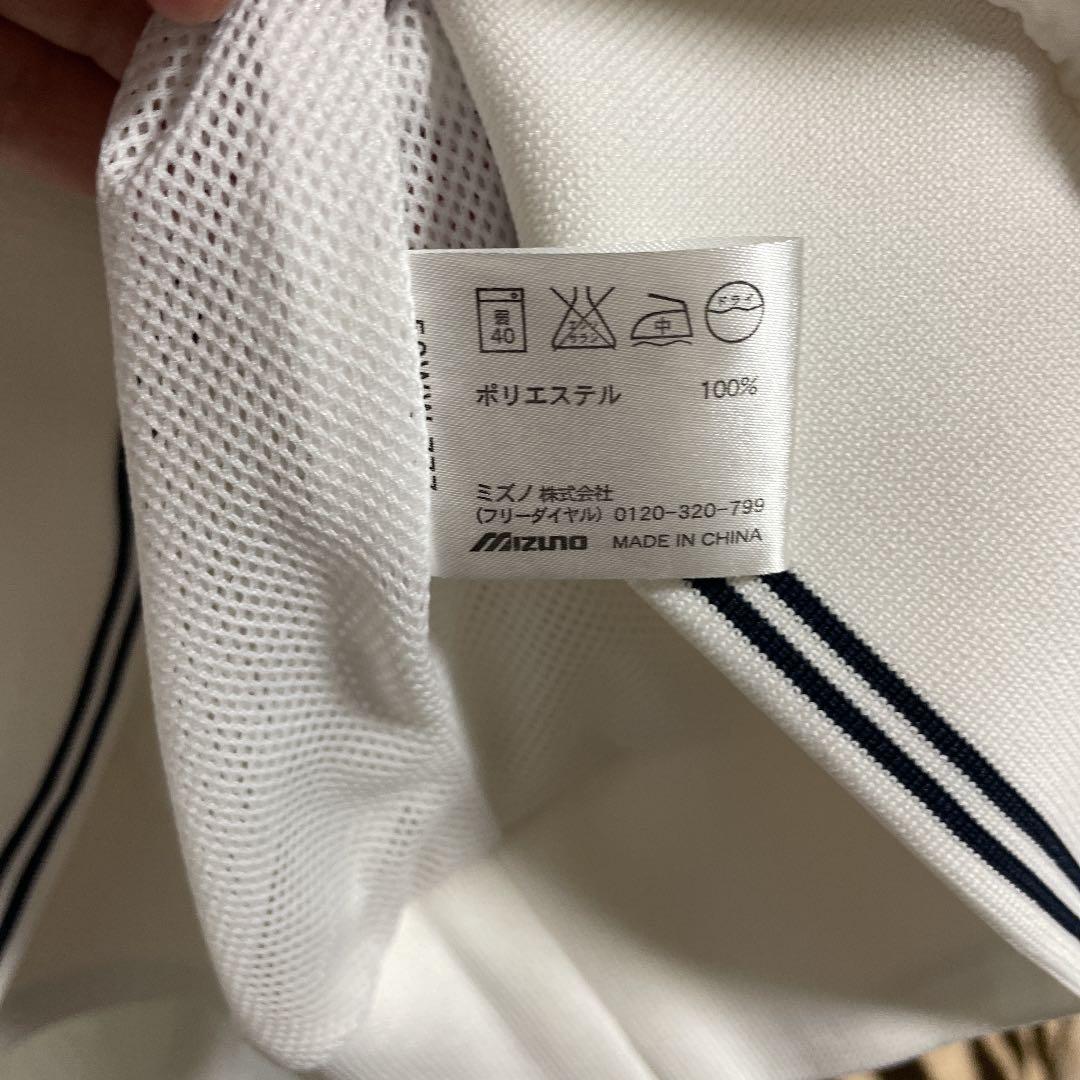 弱 40 エンソ サラシ 中 ドライ
ポリエステル 100%
ミズノ 株式会社
(フリーダイヤル) 0120-320-799
MIZUNO MADE IN CHINA